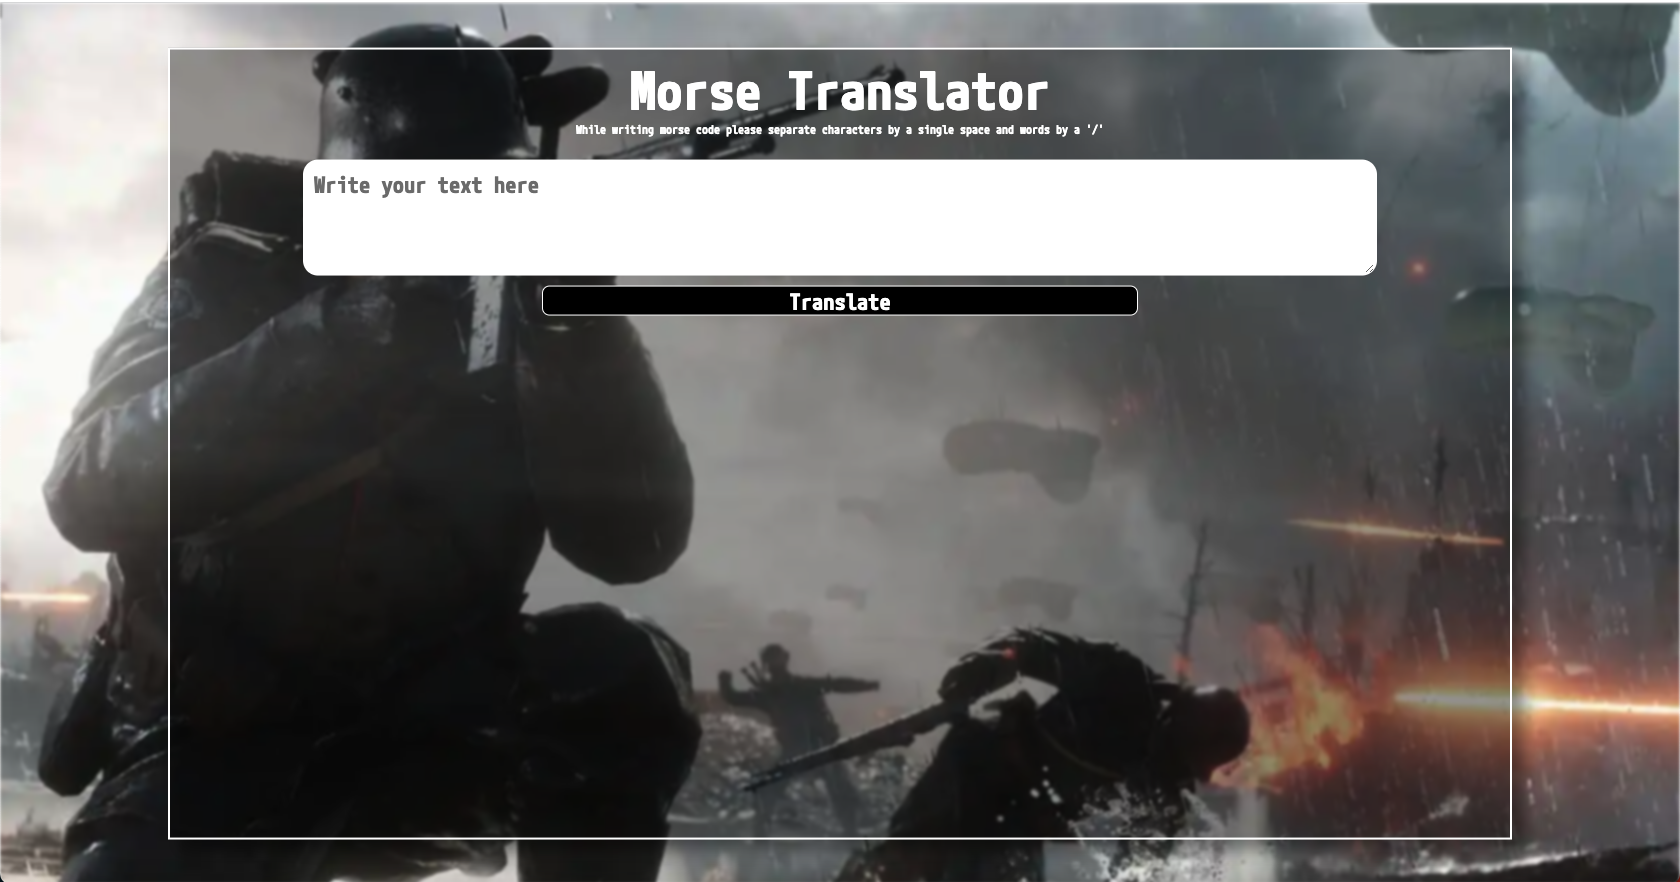 Morse Translator
While writing morse code please separate characters by a single space and words by a '/'
Write your text here
Translate